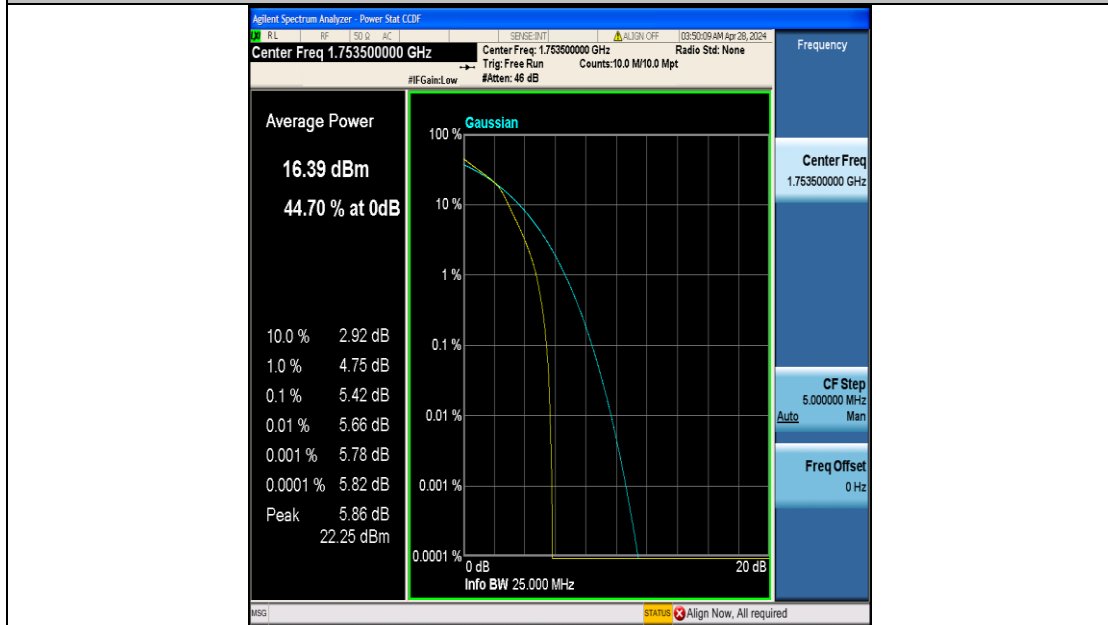 Agilent Spectrum Analyzer - Power Stat CCDF
RL RF 50 Ω AC SENSE:INT ALIGN OFF 03:50:09 AM Apr 28, 2024
Center Freq 1.753500000 GHz
Center Freq: 1.753500000 GHz Radio Std: None
Trig: Free Run Counts:10.0 M/10.0 Mpt
#IFGain:Low #Atten: 46 dB
Frequency
Average Power
16.39 dBm
44.70 % at 0dB
10.0 % 2.92 dB
1.0 % 4.75 dB
0.1 % 5.42 dB
0.01 % 5.66 dB
0.001 % 5.78 dB
0.0001 % 5.82 dB
Peak 5.86 dB
22.25 dBm
Gaussian
100 %
10 %
1 %
0.1 %
0.01 %
0.001 %
0.0001 %
0 dB 20 dB
Info BW 25.000 MHz
Center Freq
1.753500000 GHz
CF Step
5.000000 MHz
Auto Man
Freq Offset
0 Hz
MSG STATUS Align Now, All required